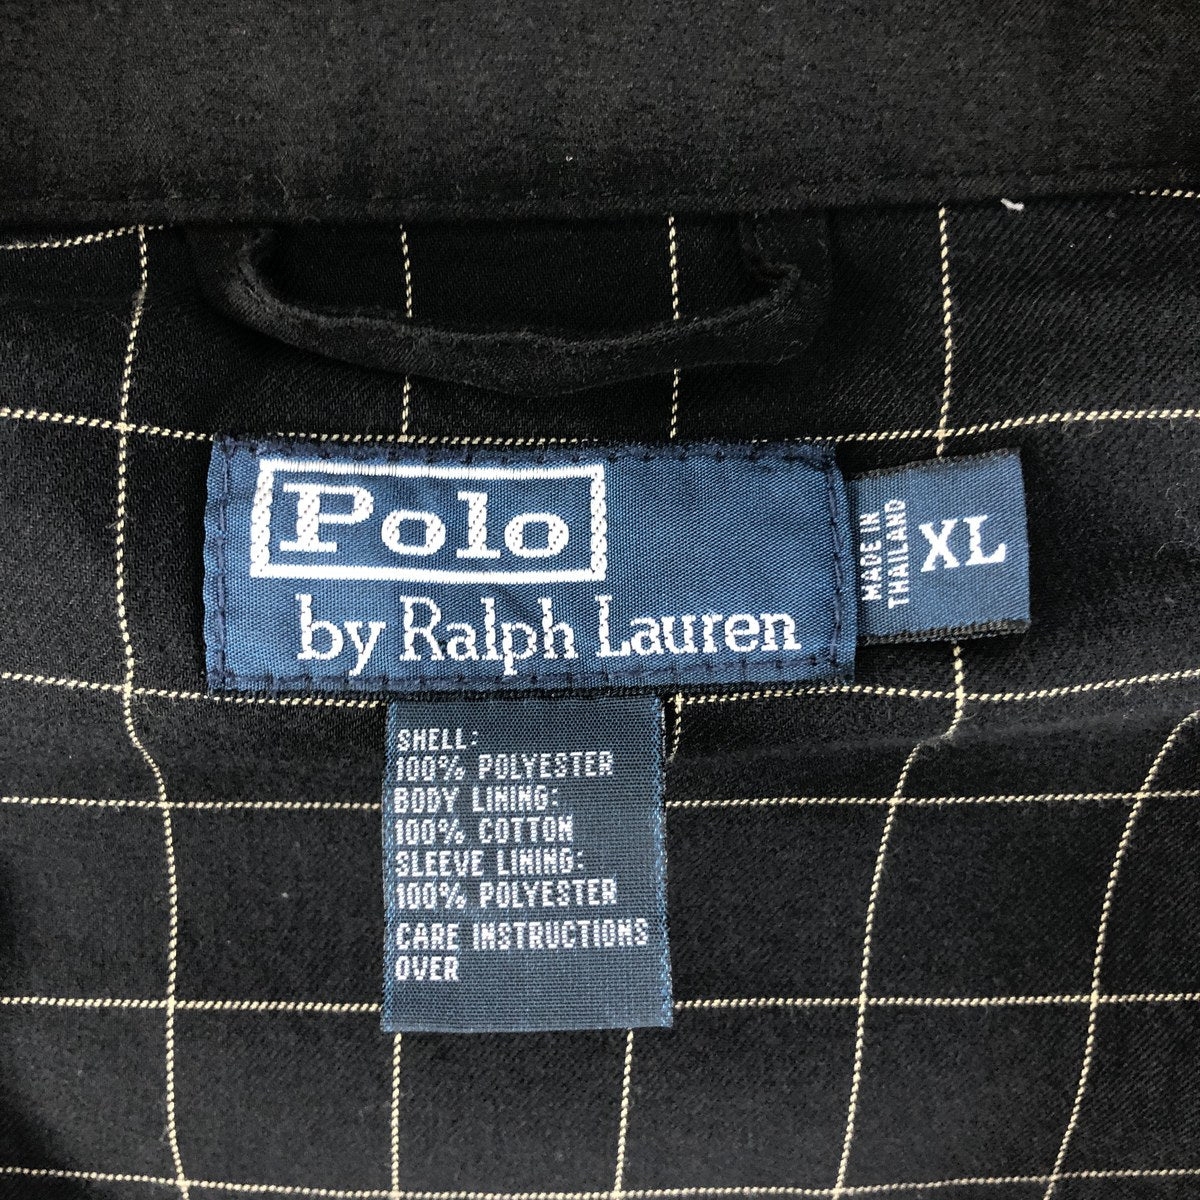 Polo
by Ralph Lauren
MADE IN
THAILAND
XL
SHELL:
100% POLYESTER
BODY LINING:
100% COTTON
SLEEVE LINING:
100% POLYESTER
CARE INSTRUCTIONS
OVER